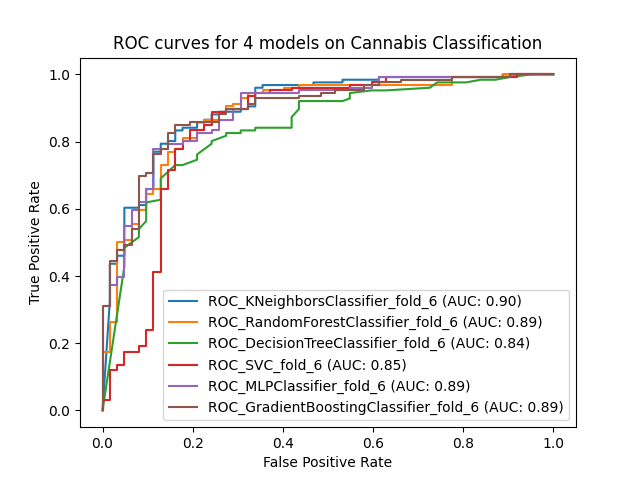 ROC curves for 4 models on Cannabis Classification
True Positive Rate
1.0
0.8
0.6
0.4
0.2
0.0
ROC_KNeighborsClassifier_fold_6 (AUC: 0.90)
ROC_RandomForestClassifier_fold_6 (AUC: 0.89)
ROC_DecisionTreeClassifier_fold_6 (AUC: 0.84)
ROC_SVC_fold_6 (AUC: 0.85)
ROC_MLPClassifier_fold_6 (AUC: 0.89)
ROC_GradientBoostingClassifier_fold_6 (AUC: 0.89)
0.0 0.2 0.4 0.6 0.8 1.0
False Positive Rate